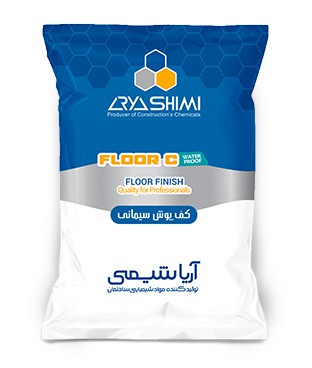 ARYASHIMI
Producer of Construction's Chemicals
FLOOR C WATER PROOF
FLOOR FINISH
Quality for Professionals
کف پوش سیمانی
آریا شیمی
تولید کننده مواد شیمیایی ساختمان